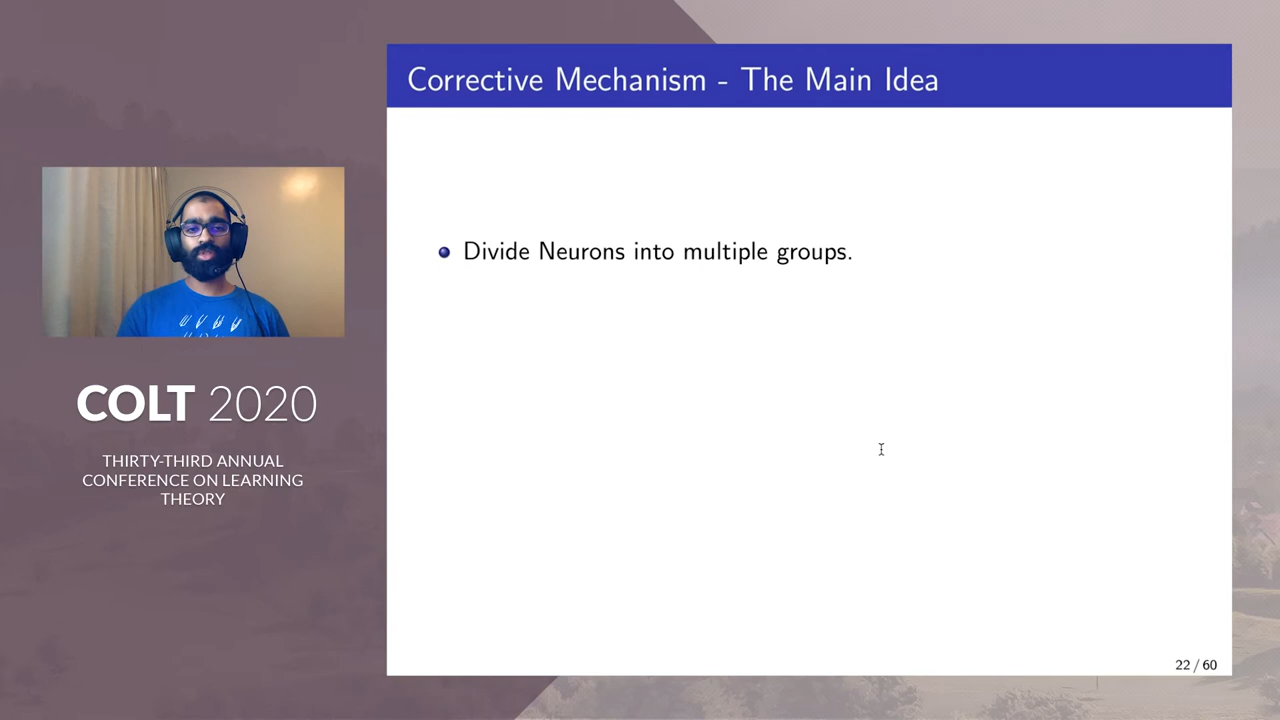 Corrective Mechanism - The Main Idea
Divide Neurons into multiple groups.
COLT 2020
THIRTY-THIRD ANNUAL
CONFERENCE ON LEARNING
THEORY
22 / 60